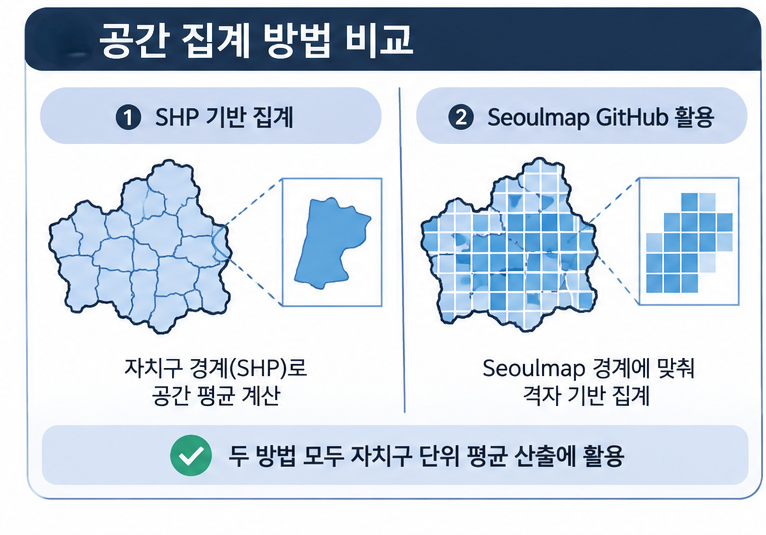 공간 집계 방법 비교
1 SHP 기반 집계
자치구 경계(SHP)로
공간 평균 계산
2 Seoulmap GitHub 활용
Seoulmap 경계에 맞춰
격자 기반 집계
두 방법 모두 자치구 단위 평균 산출에 활용